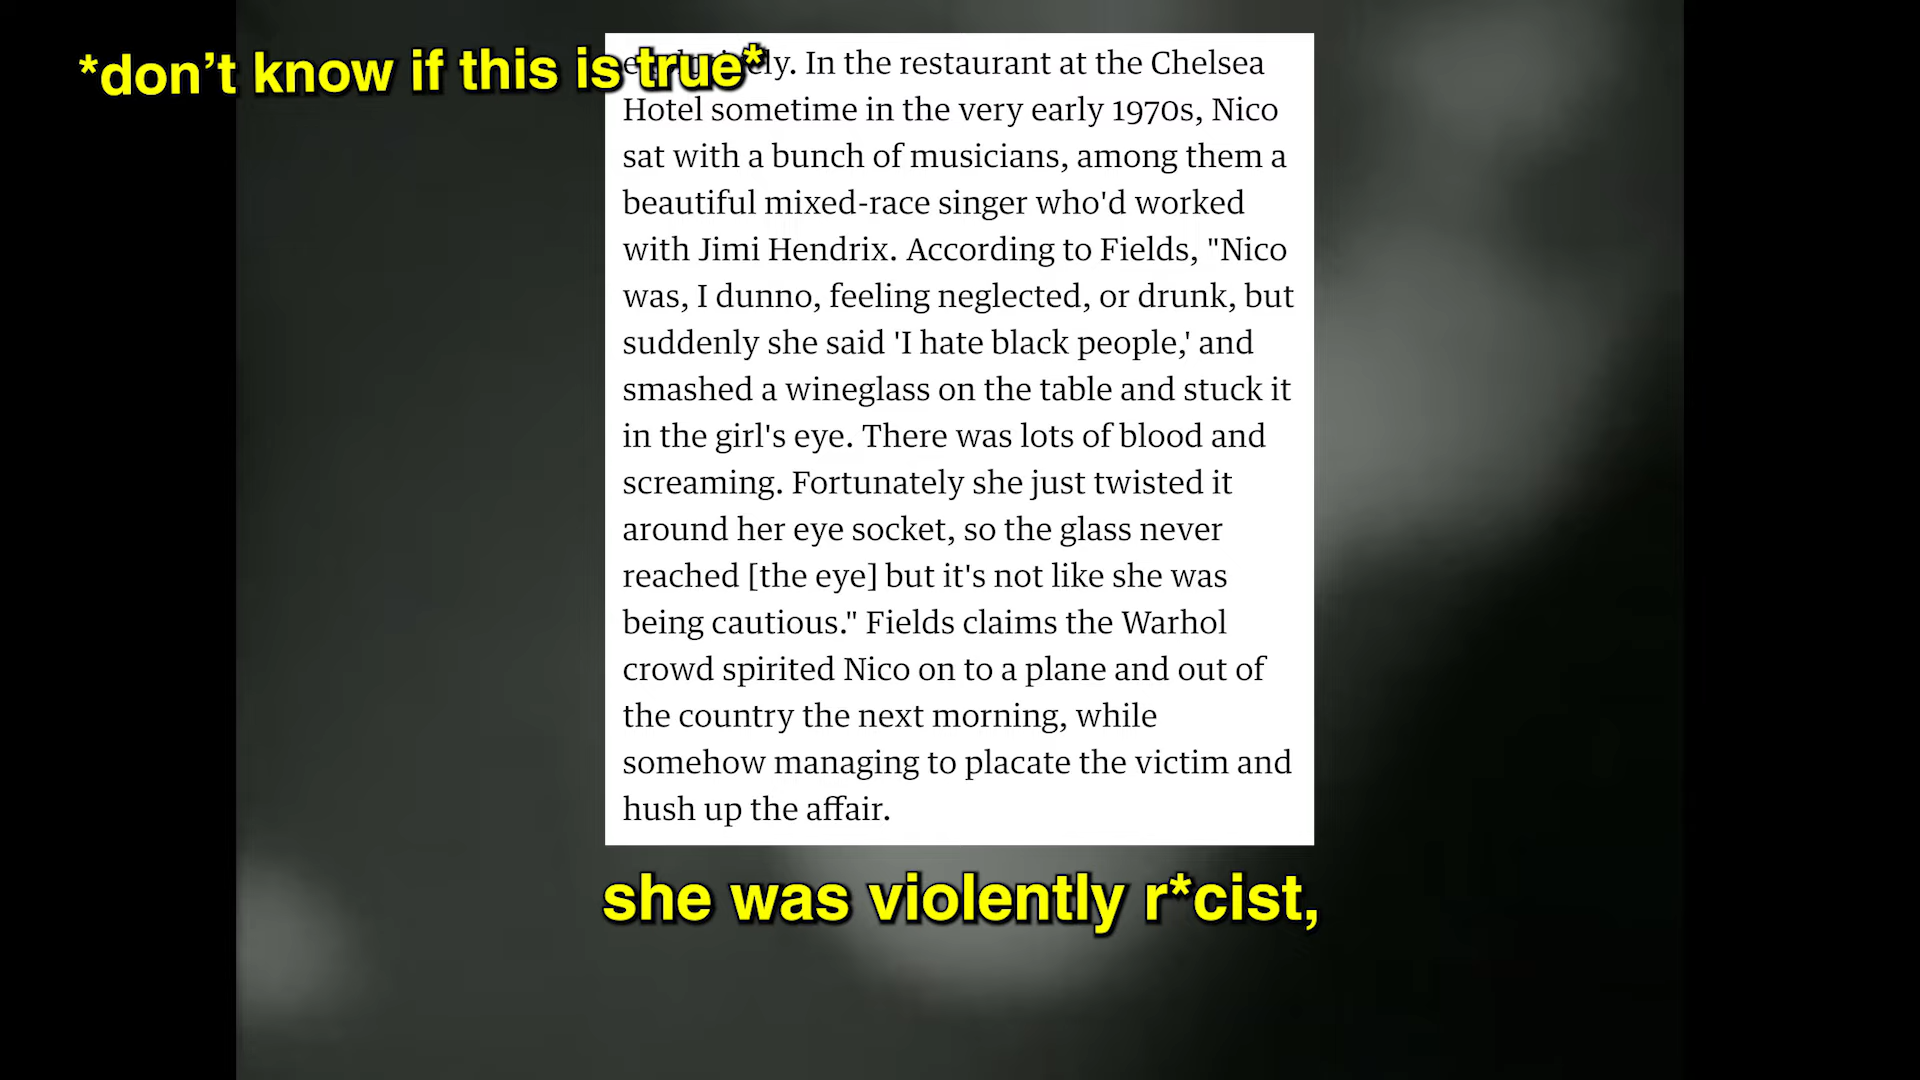 *don't know if this is true*
In the restaurant at the Chelsea
Hotel sometime in the very early 1970s, Nico
sat with a bunch of musicians, among them a
beautiful mixed-race singer who'd worked
with Jimi Hendrix. According to Fields, "Nico
was, I dunno, feeling neglected, or drunk, but
suddenly she said 'I hate black people,' and
smashed a wineglass on the table and stuck it
in the girl's eye. There was lots of blood and
screaming. Fortunately she just twisted it
around her eye socket, so the glass never
reached [the eye] but it's not like she was
being cautious." Fields claims the Warhol
crowd spirited Nico on to a plane and out of
the country the next morning, while
somehow managing to placate the victim and
hush up the affair.
she was violently r*cist,